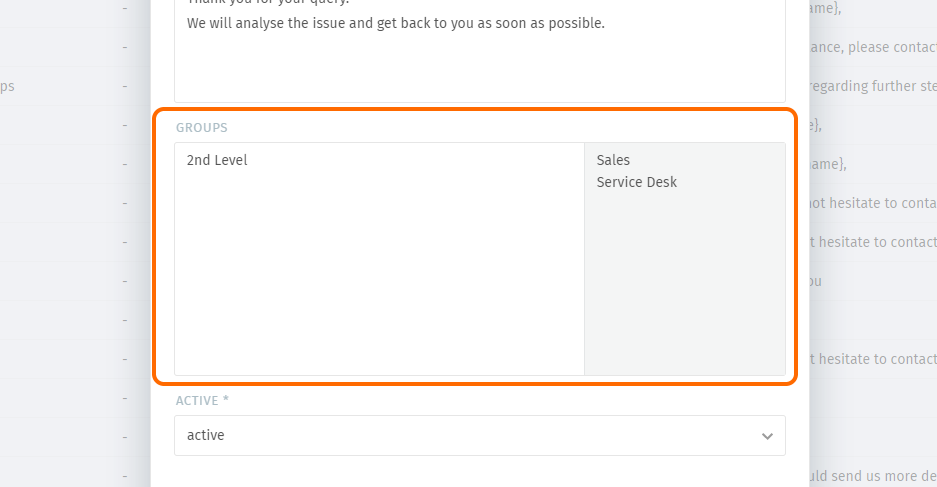 Thank you for your query.
We will analyse the issue and get back to you as soon as possible.
GROUPS
2nd Level
Sales
Service Desk
ACTIVE *
active
ps
-
-
-
-
-
-
-
-
-
-
-
-
-
ame},
ance, please contact
regarding further ste
e},
ame},
not hesitate to conta
t hesitate to contact
ou
t hesitate to contact
uld send us more de